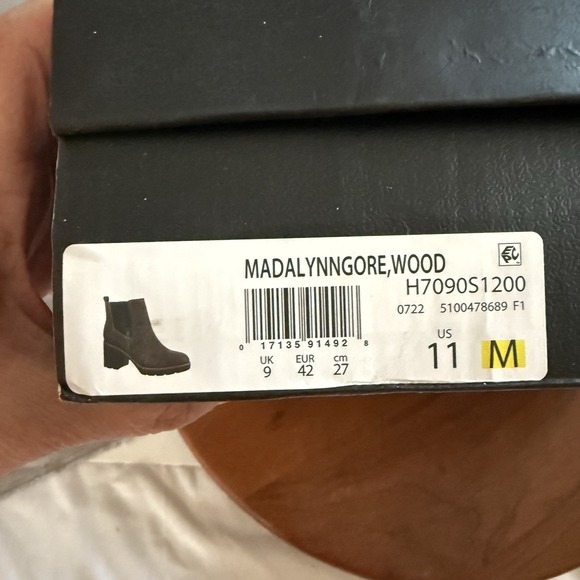 MADALYNNGORE,WOOD
H7090S1200
0722 5100478689 F1
0 17135 91492 8
UK EUR cm
9 42 27
US
11 M